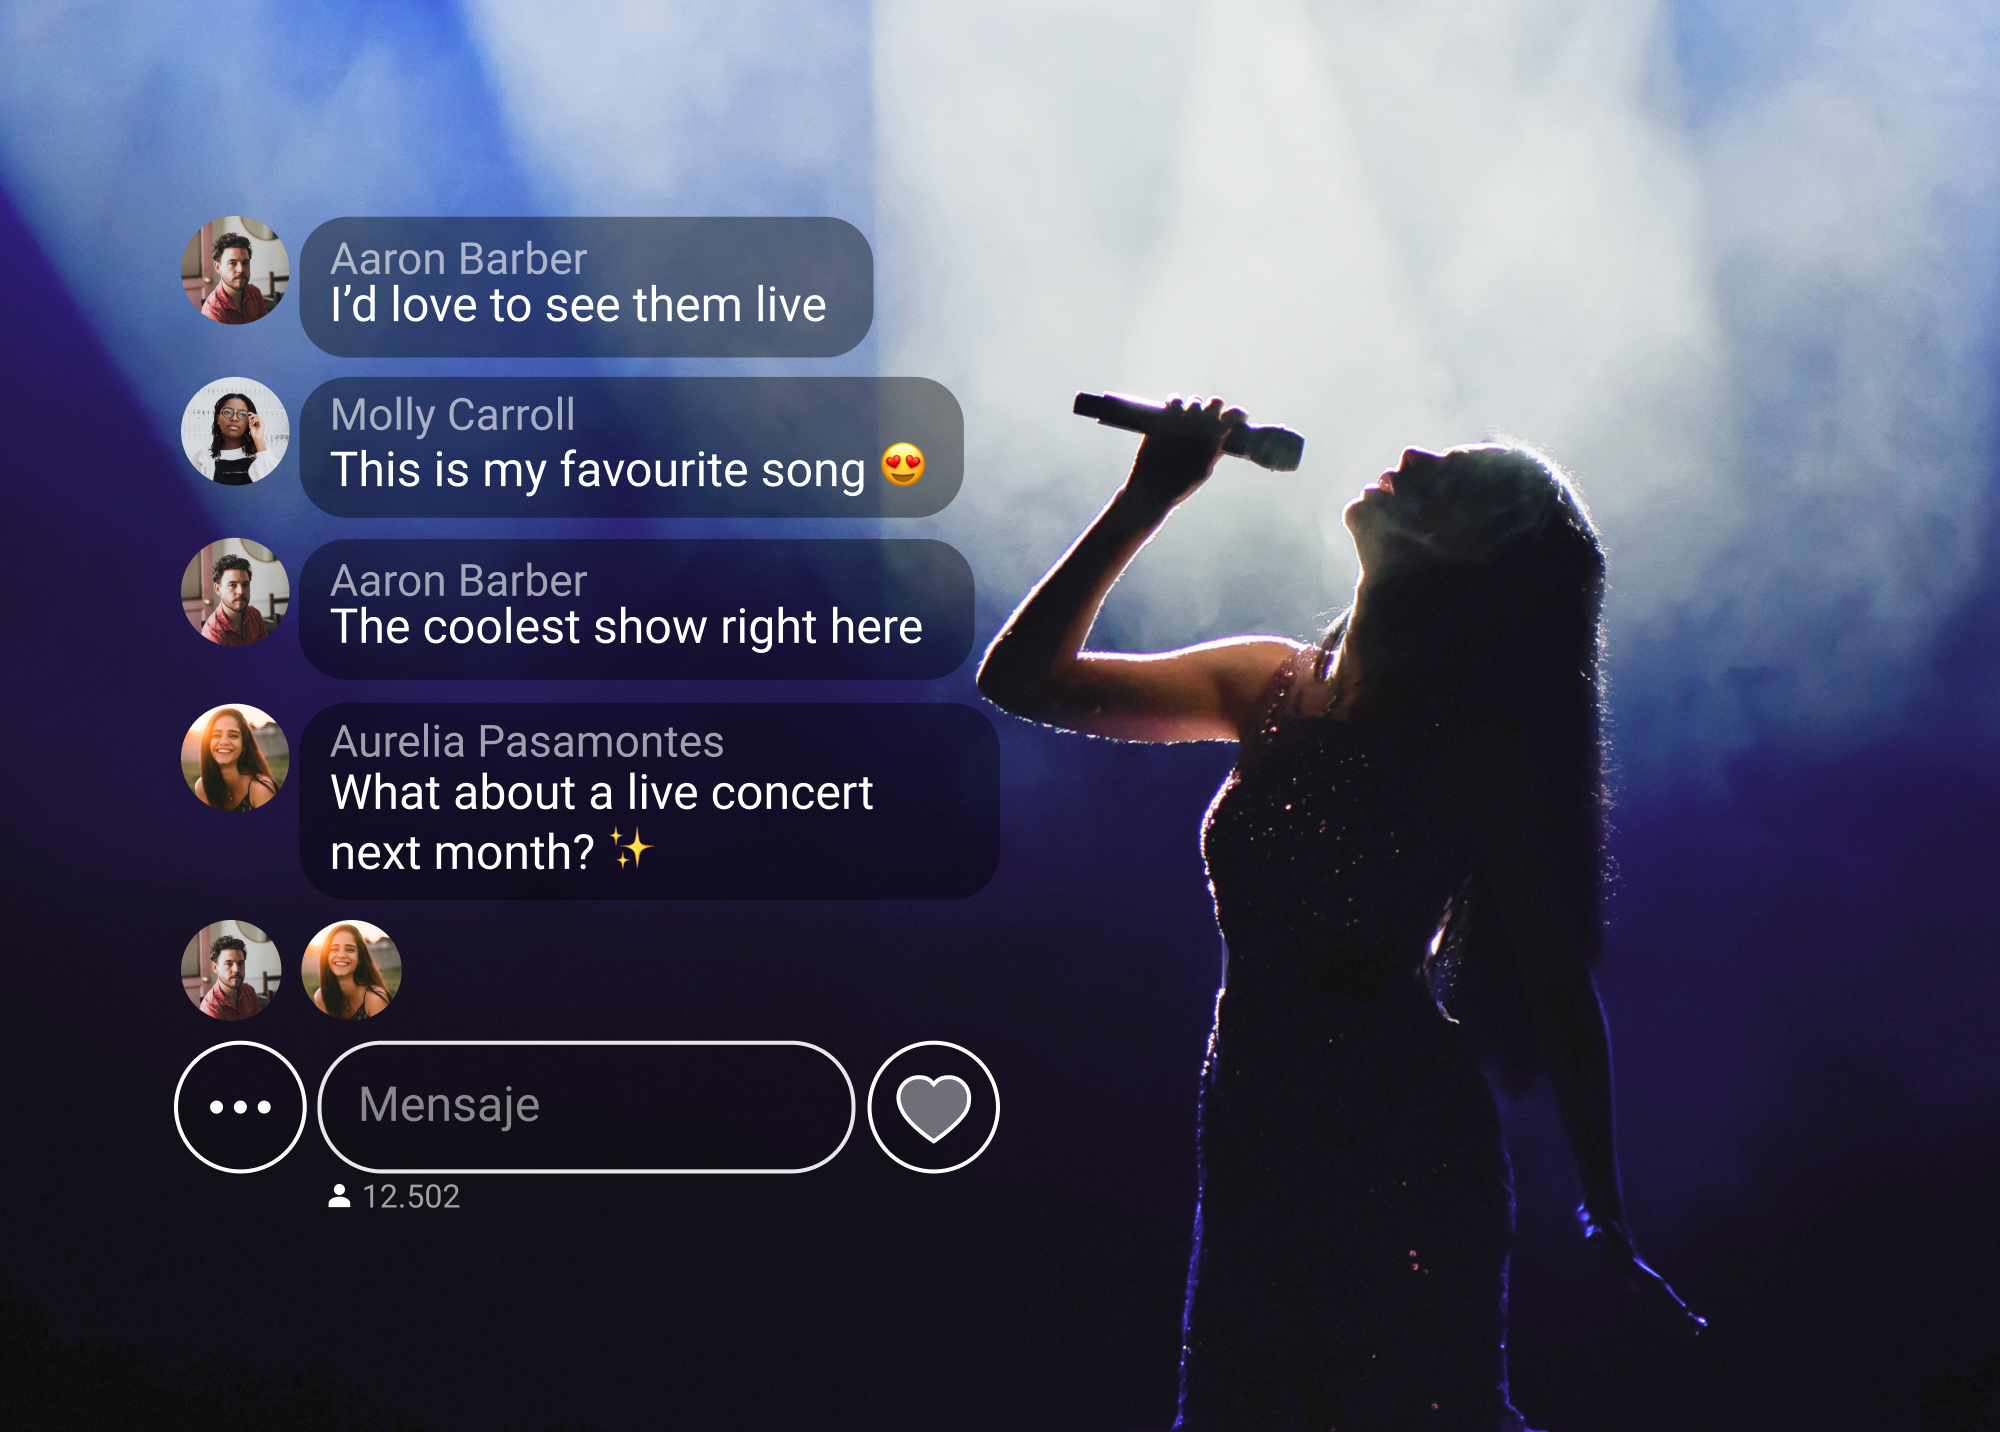 Aaron Barber
I’d love to see them live
Molly Carroll
This is my favourite song 😍
Aaron Barber
The coolest show right here
Aurelia Pasamontes
What about a live concert
next month? ✨
Mensaje
12.502